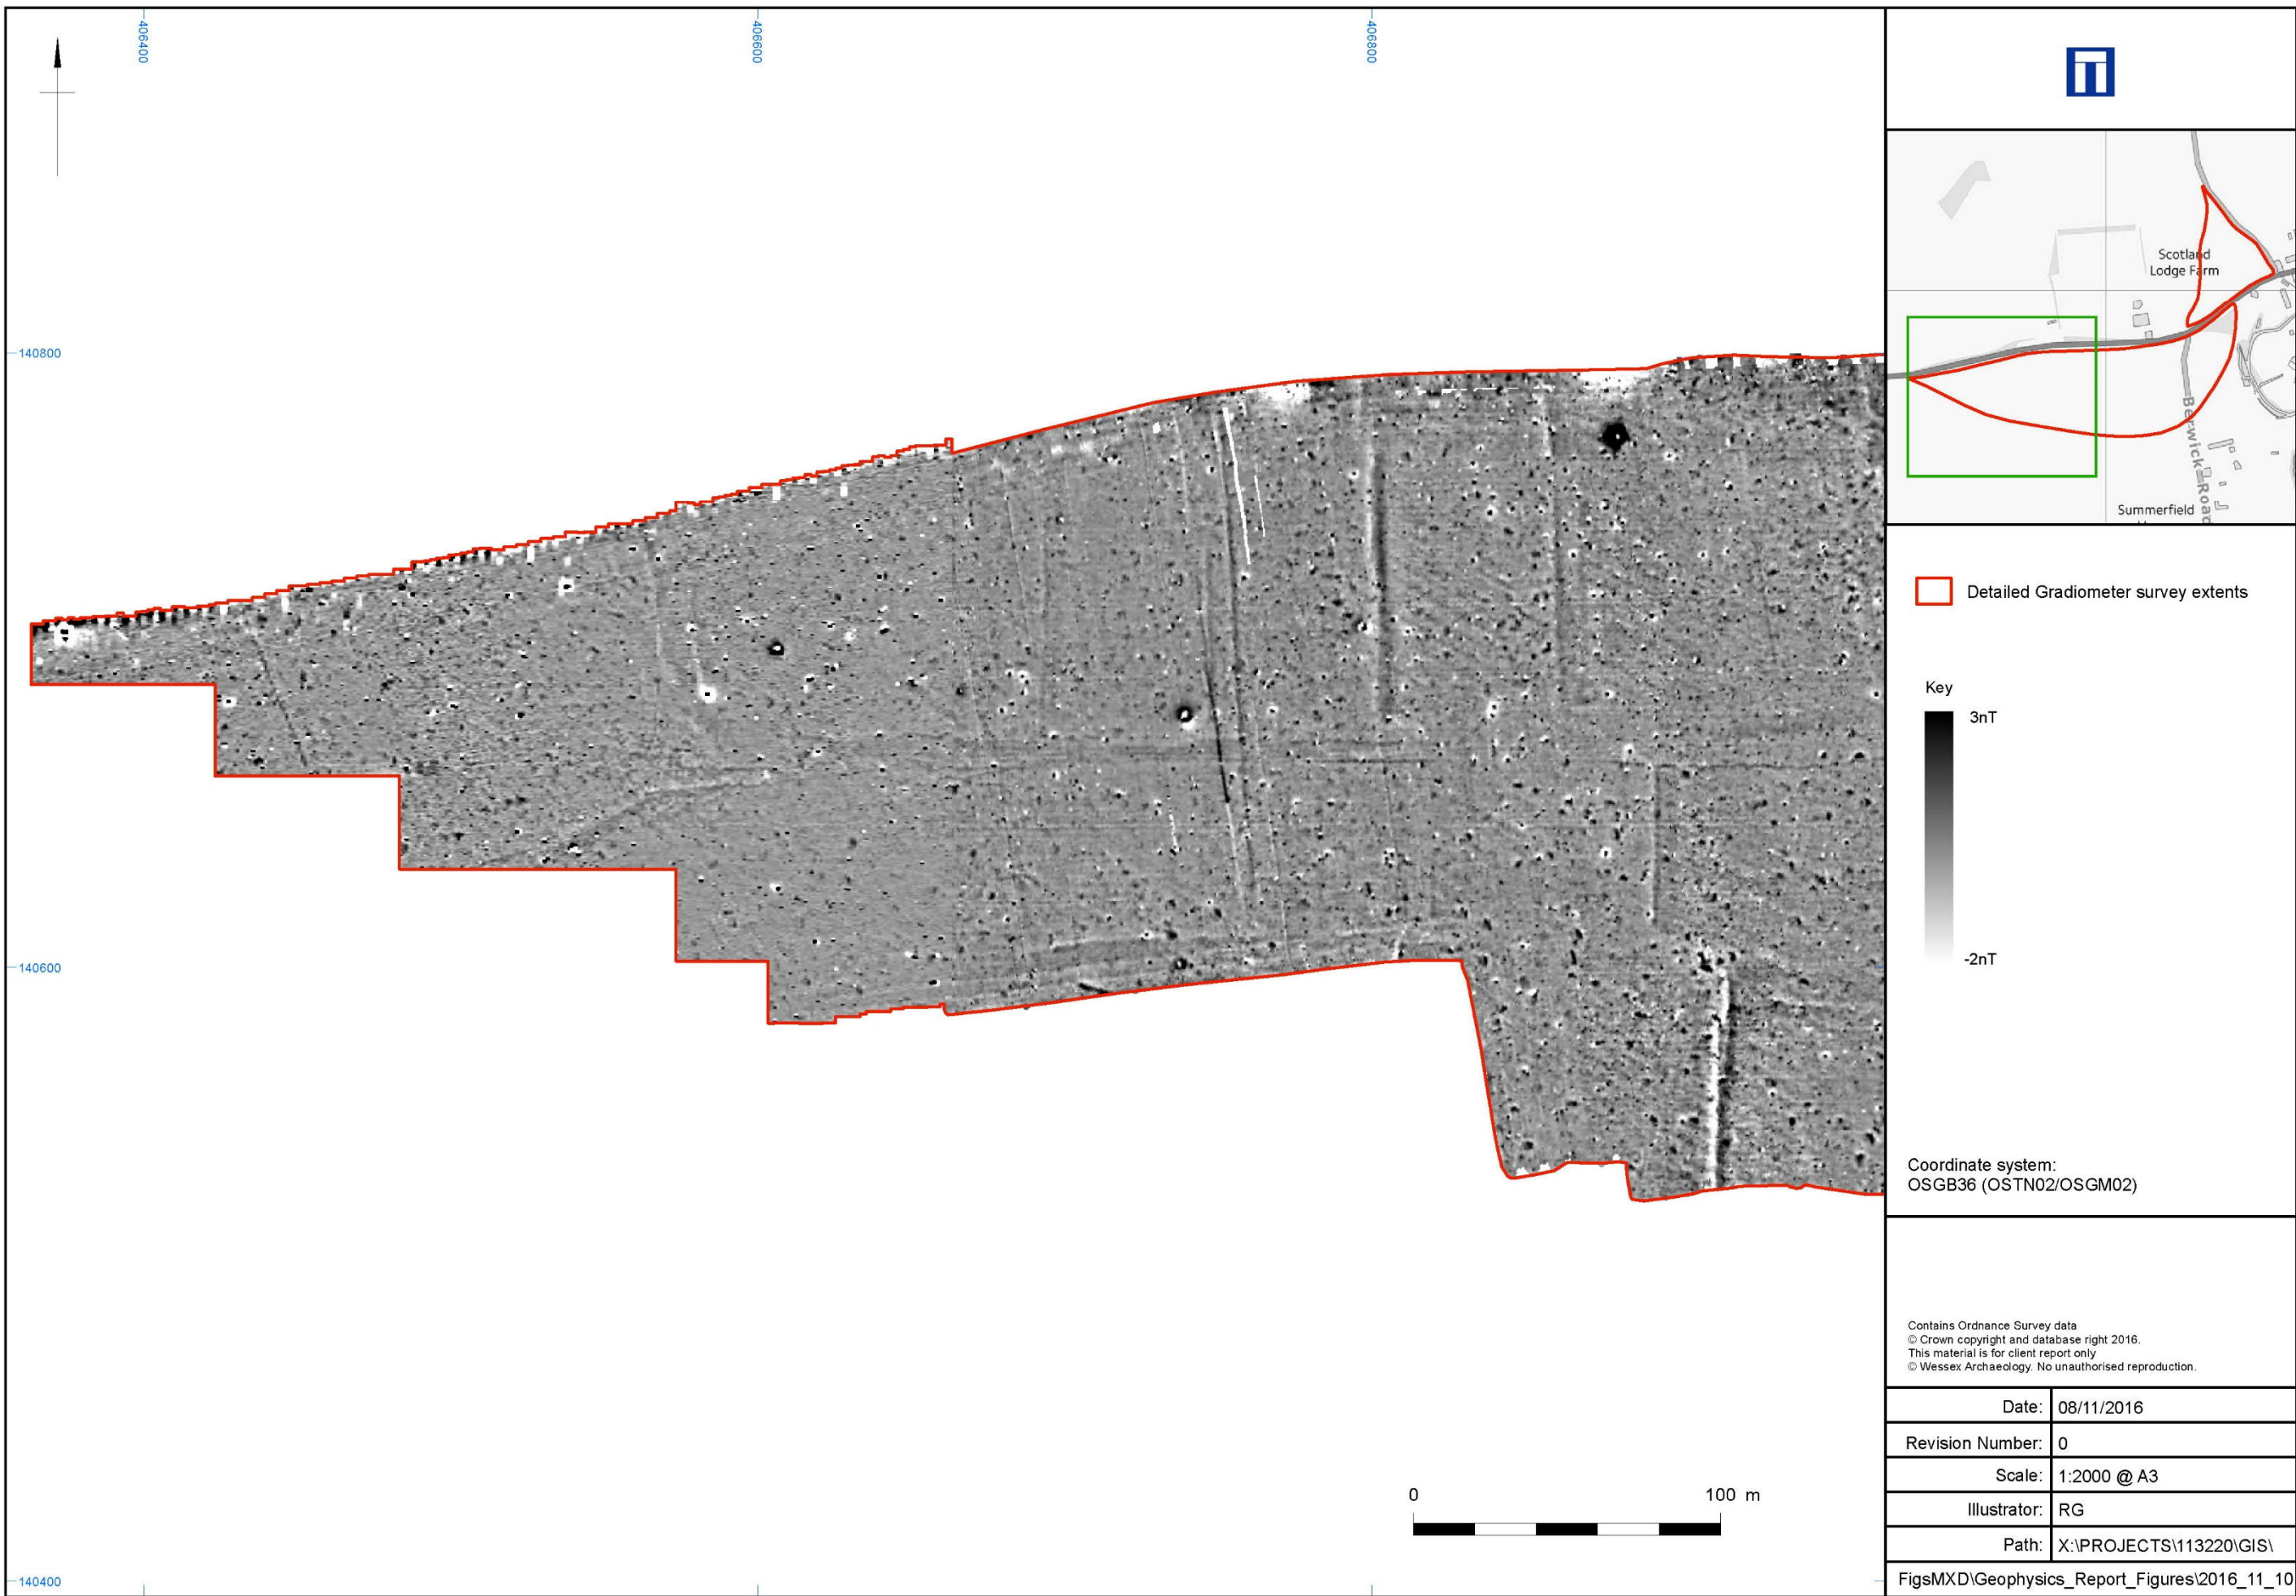 406400
406600
406800
140800
140600
140400
0 100 m
Scotland
Lodge Farm
Berwick Road
Summerfield
Detailed Gradiometer survey extents
Key
3nT
-2nT
Coordinate system:
OSGB36 (OSTN02/OSGM02)
Contains Ordnance Survey data
© Crown copyright and database right 2016.
This material is for client report only
© Wessex Archaeology. No unauthorised reproduction.
Date: 08/11/2016
Revision Number: 0
Scale: 1:2000 @ A3
Illustrator: RG
Path: X:\PROJECTS\113220\GIS\
FigsMXD\Geophysics_Report_Figures\2016_11_10